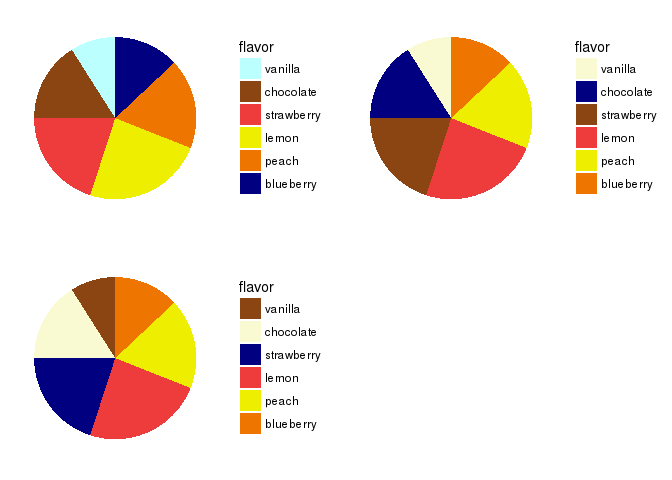 flavor
vanilla
chocolate
strawberry
lemon
peach
blueberry
flavor
vanilla
chocolate
strawberry
lemon
peach
blueberry
flavor
vanilla
chocolate
strawberry
lemon
peach
blueberry